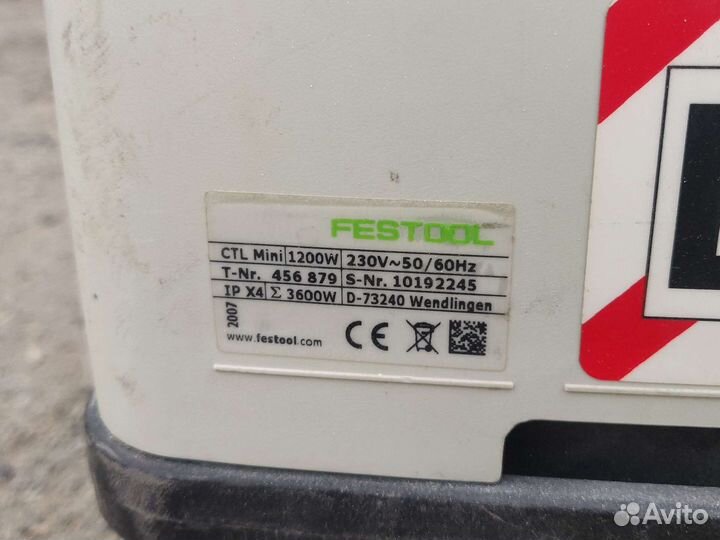 FESTOOL
CTL Mini 1200W 230V~50/60Hz
T-Nr. 456 879 S-Nr. 10192245
IP X4 Σ 3600W D-73240 Wendlingen
2007
www.festool.com
CE
Avito